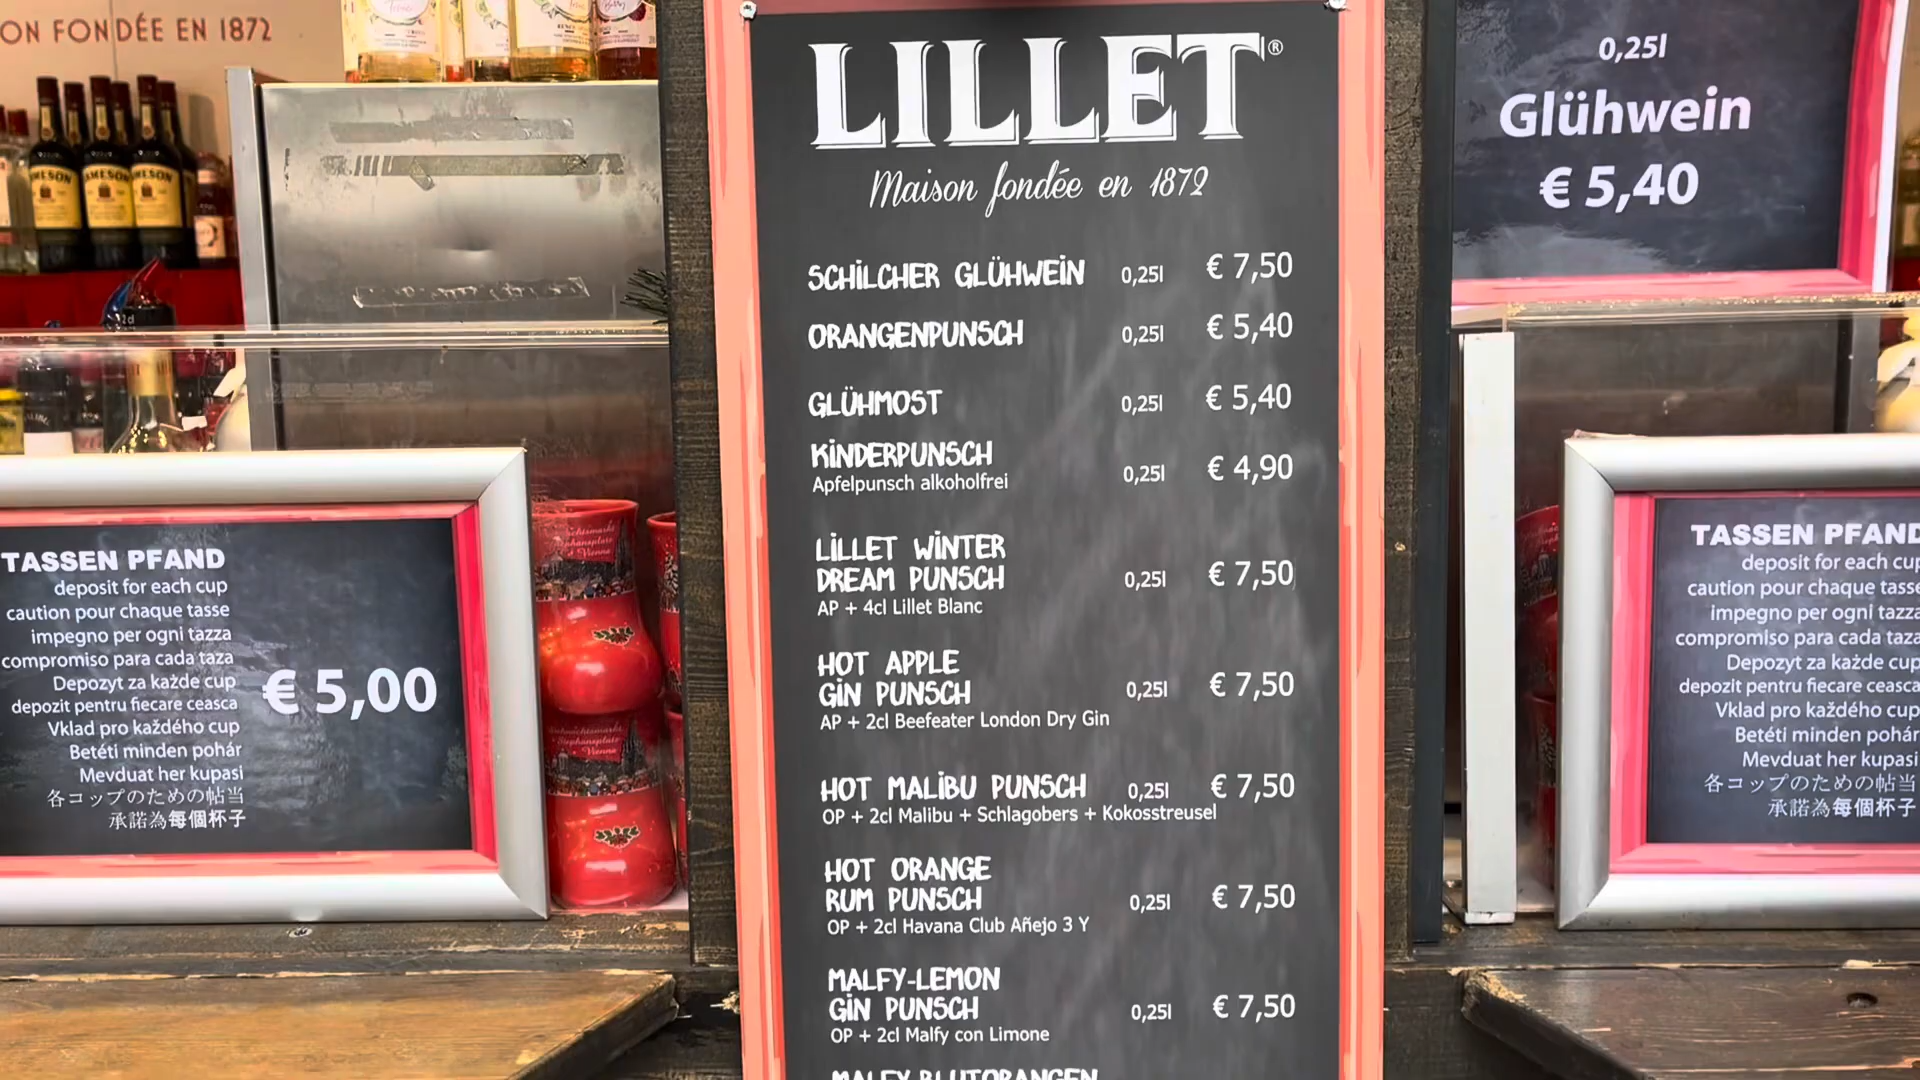 ON FONDÉE EN 1872
JAMESON
TASSEN PFAND
deposit for each cup
caution pour chaque tasse
impegno per ogni tazza
compromiso para cada taza
Depozyt za każde cup
depozit pentru fiecare ceasca
Vklad pro každého cup
Betéti minden pohár
Mevduat her kupasi
各コップのための帖当
承諾為每個杯子
€ 5,00
LILLET®
Maison fondée en 1872
SCHILCHER GLÜHWEIN 0,25l € 7,50
ORANGENPUNSCH 0,25l € 5,40
GLÜHMOST 0,25l € 5,40
KINDERPUNSCH
Apfelpunsch alkoholfrei 0,25l € 4,90
LILLET WINTER
DREAM PUNSCH 0,25l € 7,50
AP + 4cl Lillet Blanc
HOT APPLE
GIN PUNSCH 0,25l € 7,50
AP + 2cl Beefeater London Dry Gin
HOT MALIBU PUNSCH 0,25l € 7,50
OP + 2cl Malibu + Schlagobers + Kokosstreusel
HOT ORANGE
RUM PUNSCH 0,25l € 7,50
OP + 2cl Havana Club Añejo 3 Y
MALFY-LEMON
GIN PUNSCH 0,25l € 7,50
OP + 2cl Malfy con Limone
MALFY BLUTORANGEN
0,25l
Glühwein
€ 5,40
TASSEN PFAND
deposit for each cup
caution pour chaque tasse
impegno per ogni tazza
compromiso para cada taza
Depozyt za każde cup
depozit pentru fiecare ceasca
Vklad pro každého cup
Betéti minden pohár
Mevduat her kupasi
各コップのための帖当
承諾為每個杯子